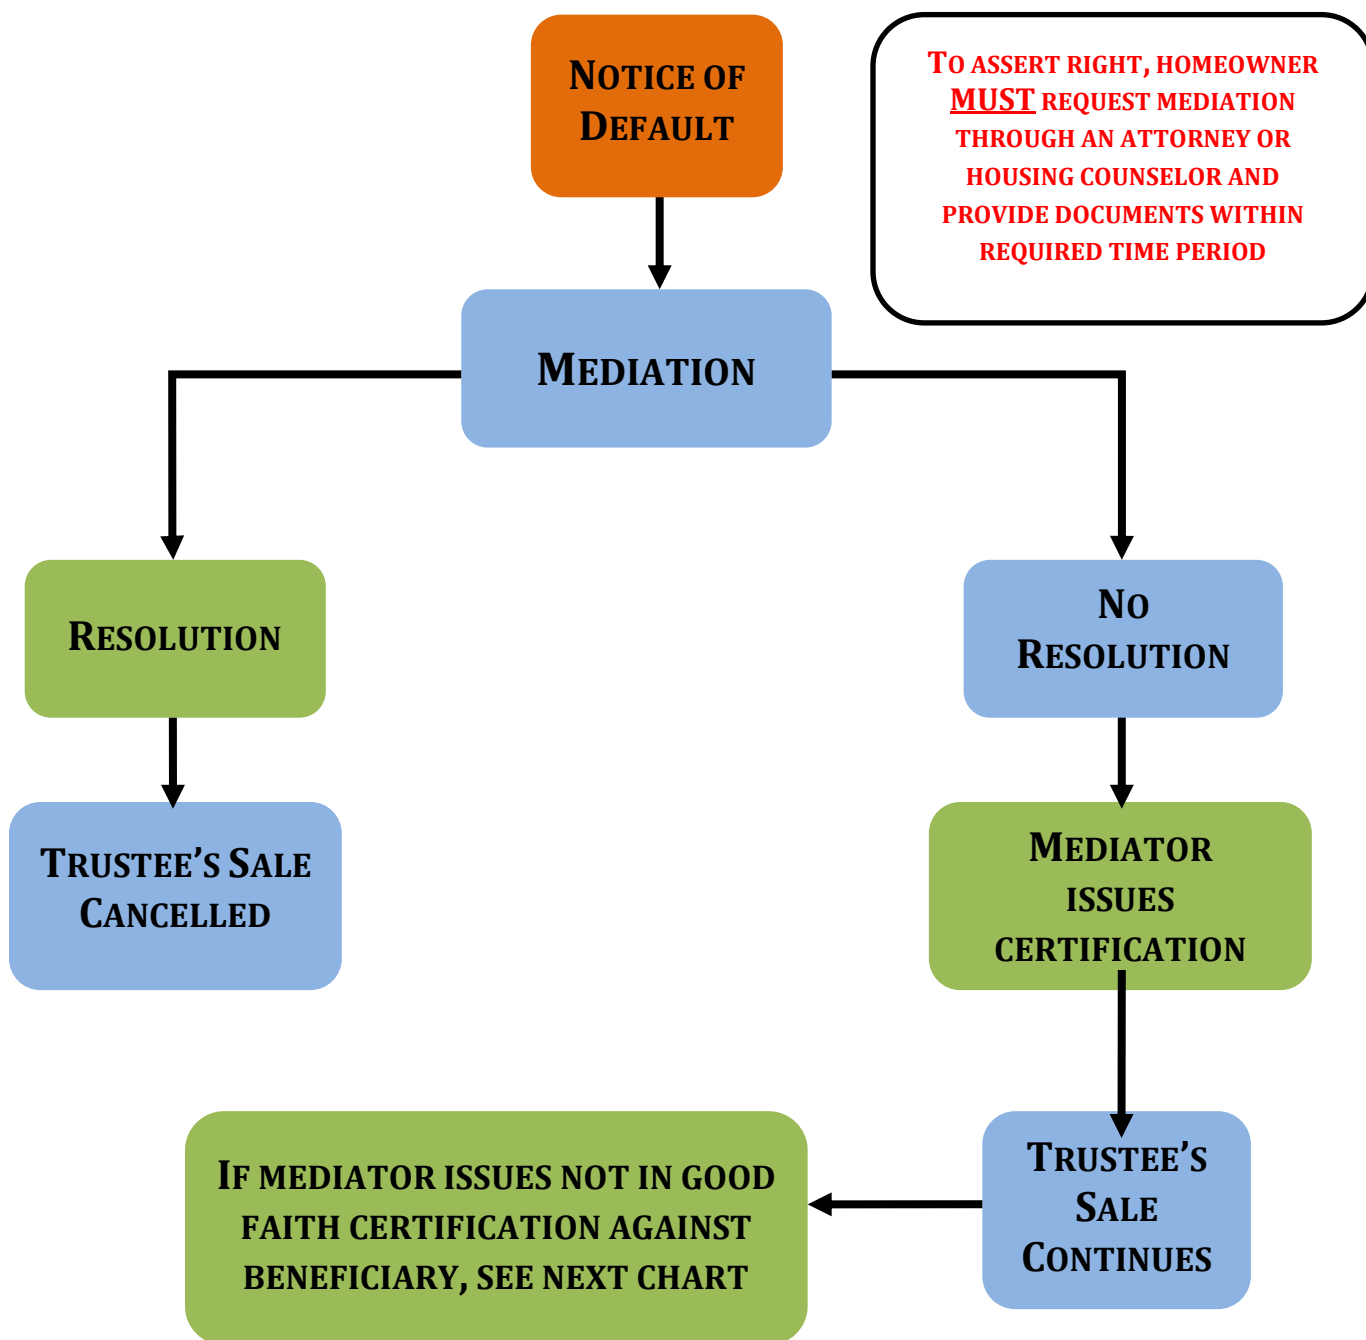 NOTICE OF
DEFAULT
TO ASSERT RIGHT, HOMEOWNER
MUST REQUEST MEDIATION
THROUGH AN ATTORNEY OR
HOUSING COUNSELOR AND
PROVIDE DOCUMENTS WITHIN
REQUIRED TIME PERIOD
MEDIATION
RESOLUTION
NO
RESOLUTION
TRUSTEE’S SALE
CANCELLED
MEDIATOR
ISSUES
CERTIFICATION
IF MEDIATOR ISSUES NOT IN GOOD
FAITH CERTIFICATION AGAINST
BENEFICIARY, SEE NEXT CHART
TRUSTEE’S
SALE
CONTINUES